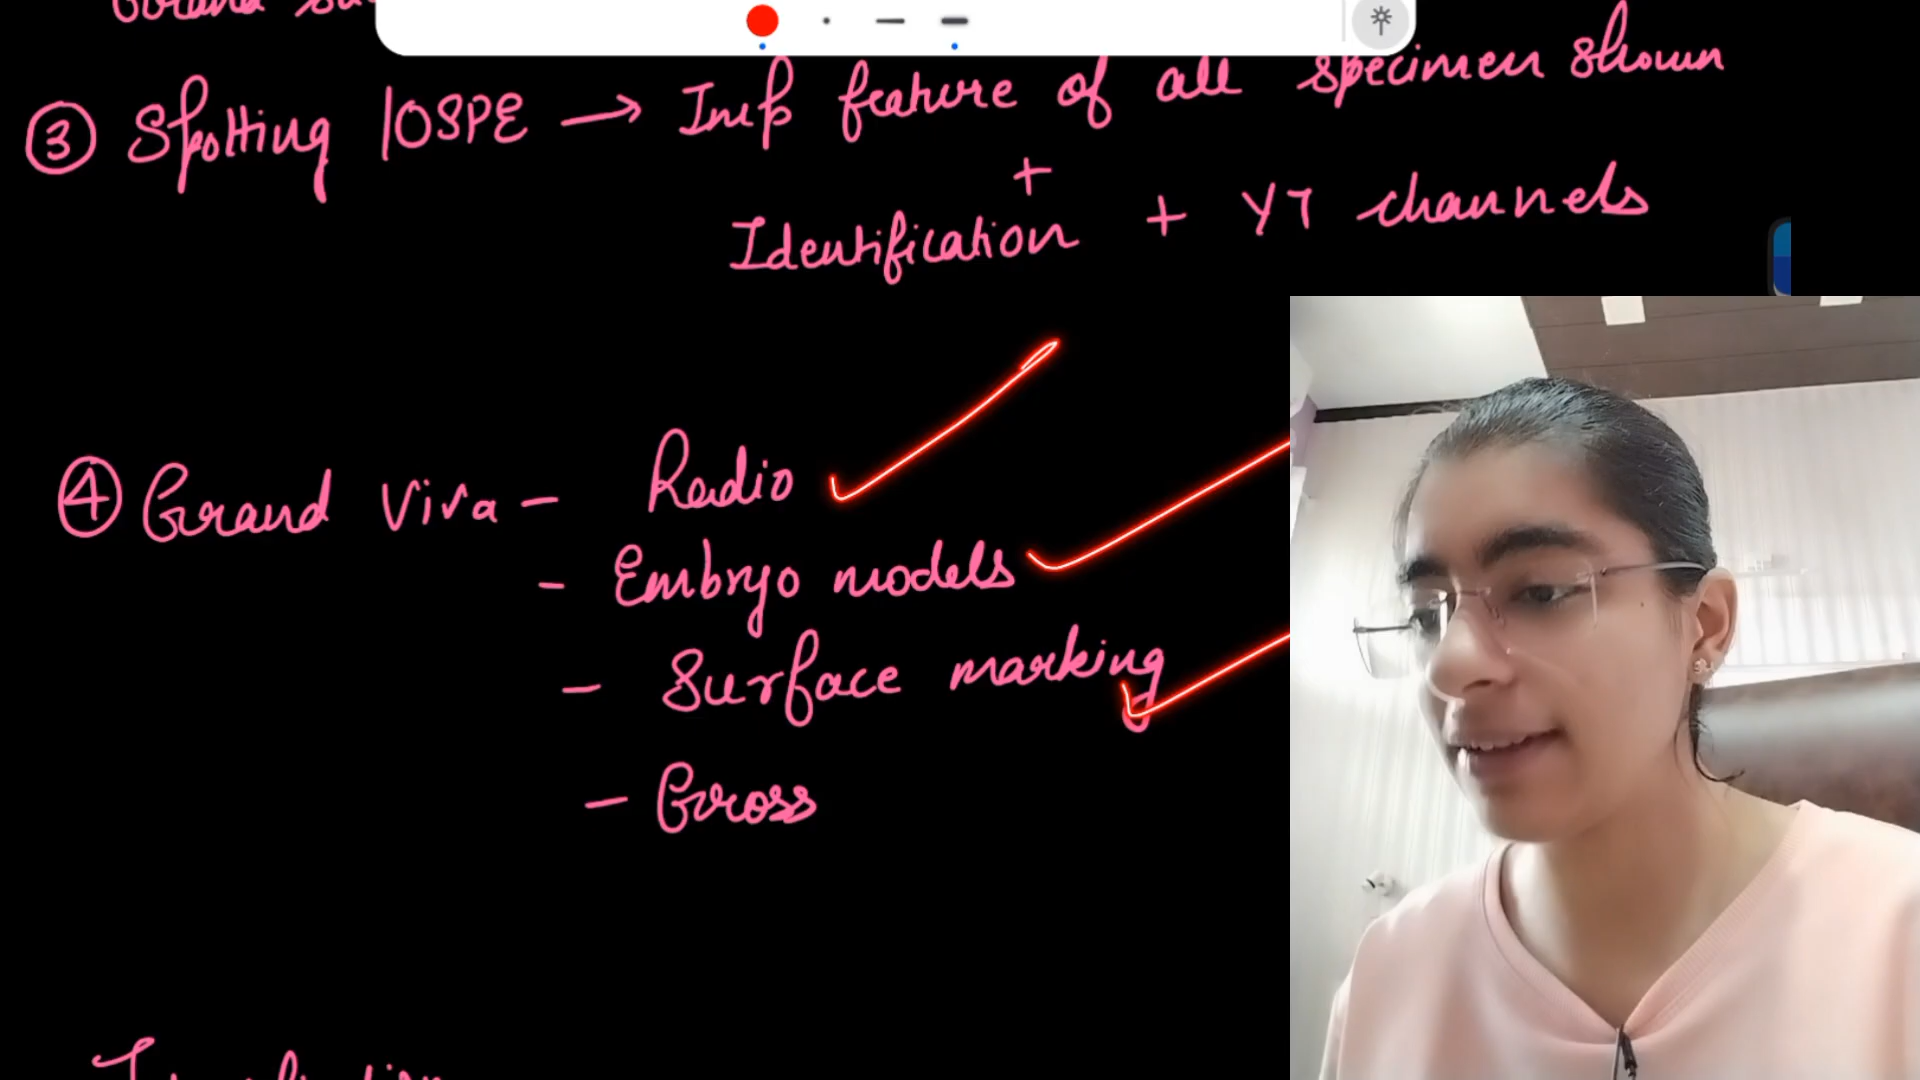 ③ Spotting /OSPE → Imp feature of all specimen shown
+
Identification + YT channels
④ Grand Viva - Radio
- Embryo models
- Surface marking
- Gross